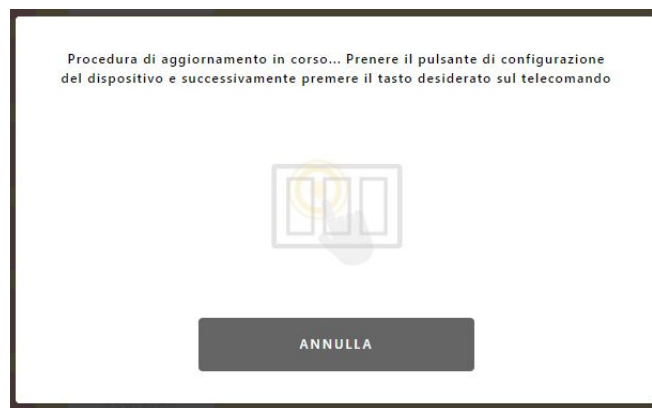 Procedura di aggiornamento in corso... Prenere il pulsante di configurazione
del dispositivo e successivamente premere il tasto desiderato sul telecomando
ANNULLA